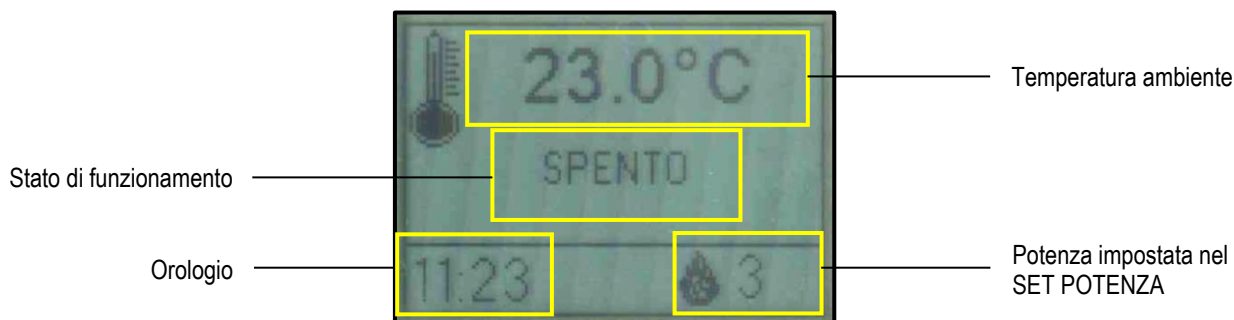 23.0°C
Temperatura ambiente
Stato di funzionamento
SPENTO
Orologio
11:23
3
Potenza impostata nel
SET POTENZA